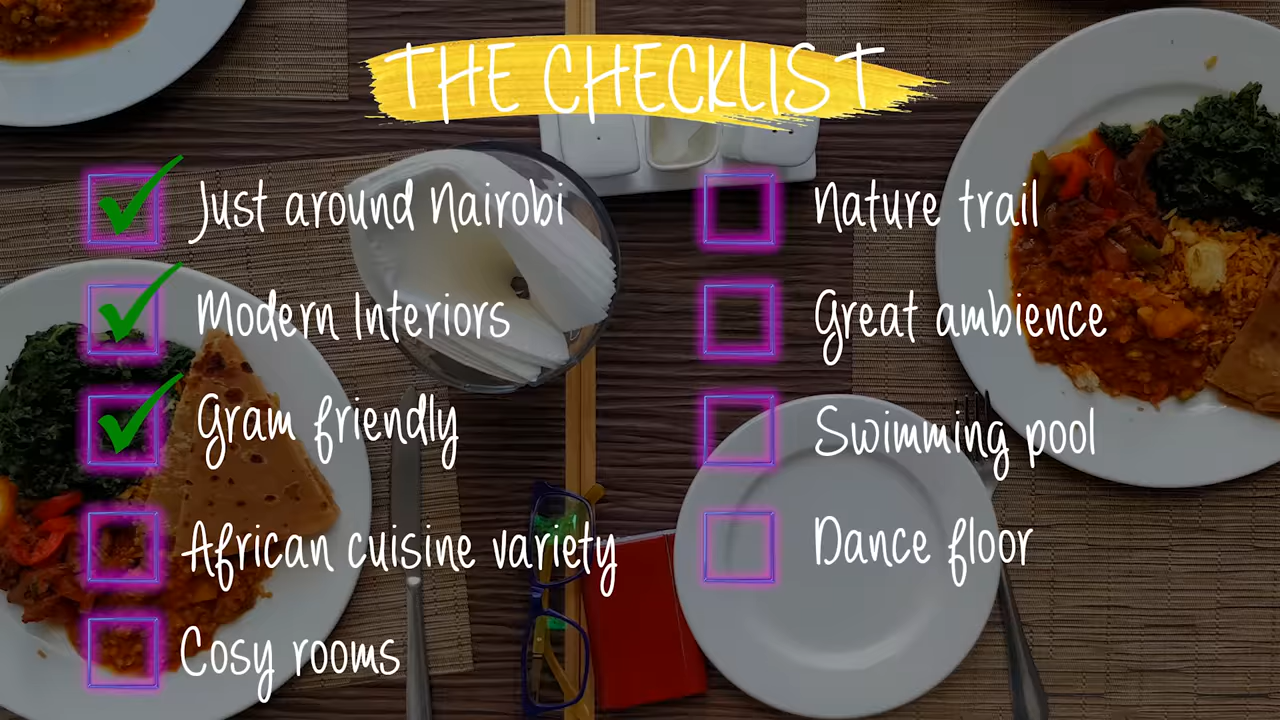 THE CHECKLIST
Just around Nairobi
Modern Interiors
Gram friendly
African cuisine variety
Cosy rooms
Nature trail
Great ambience
Swimming pool
Dance floor